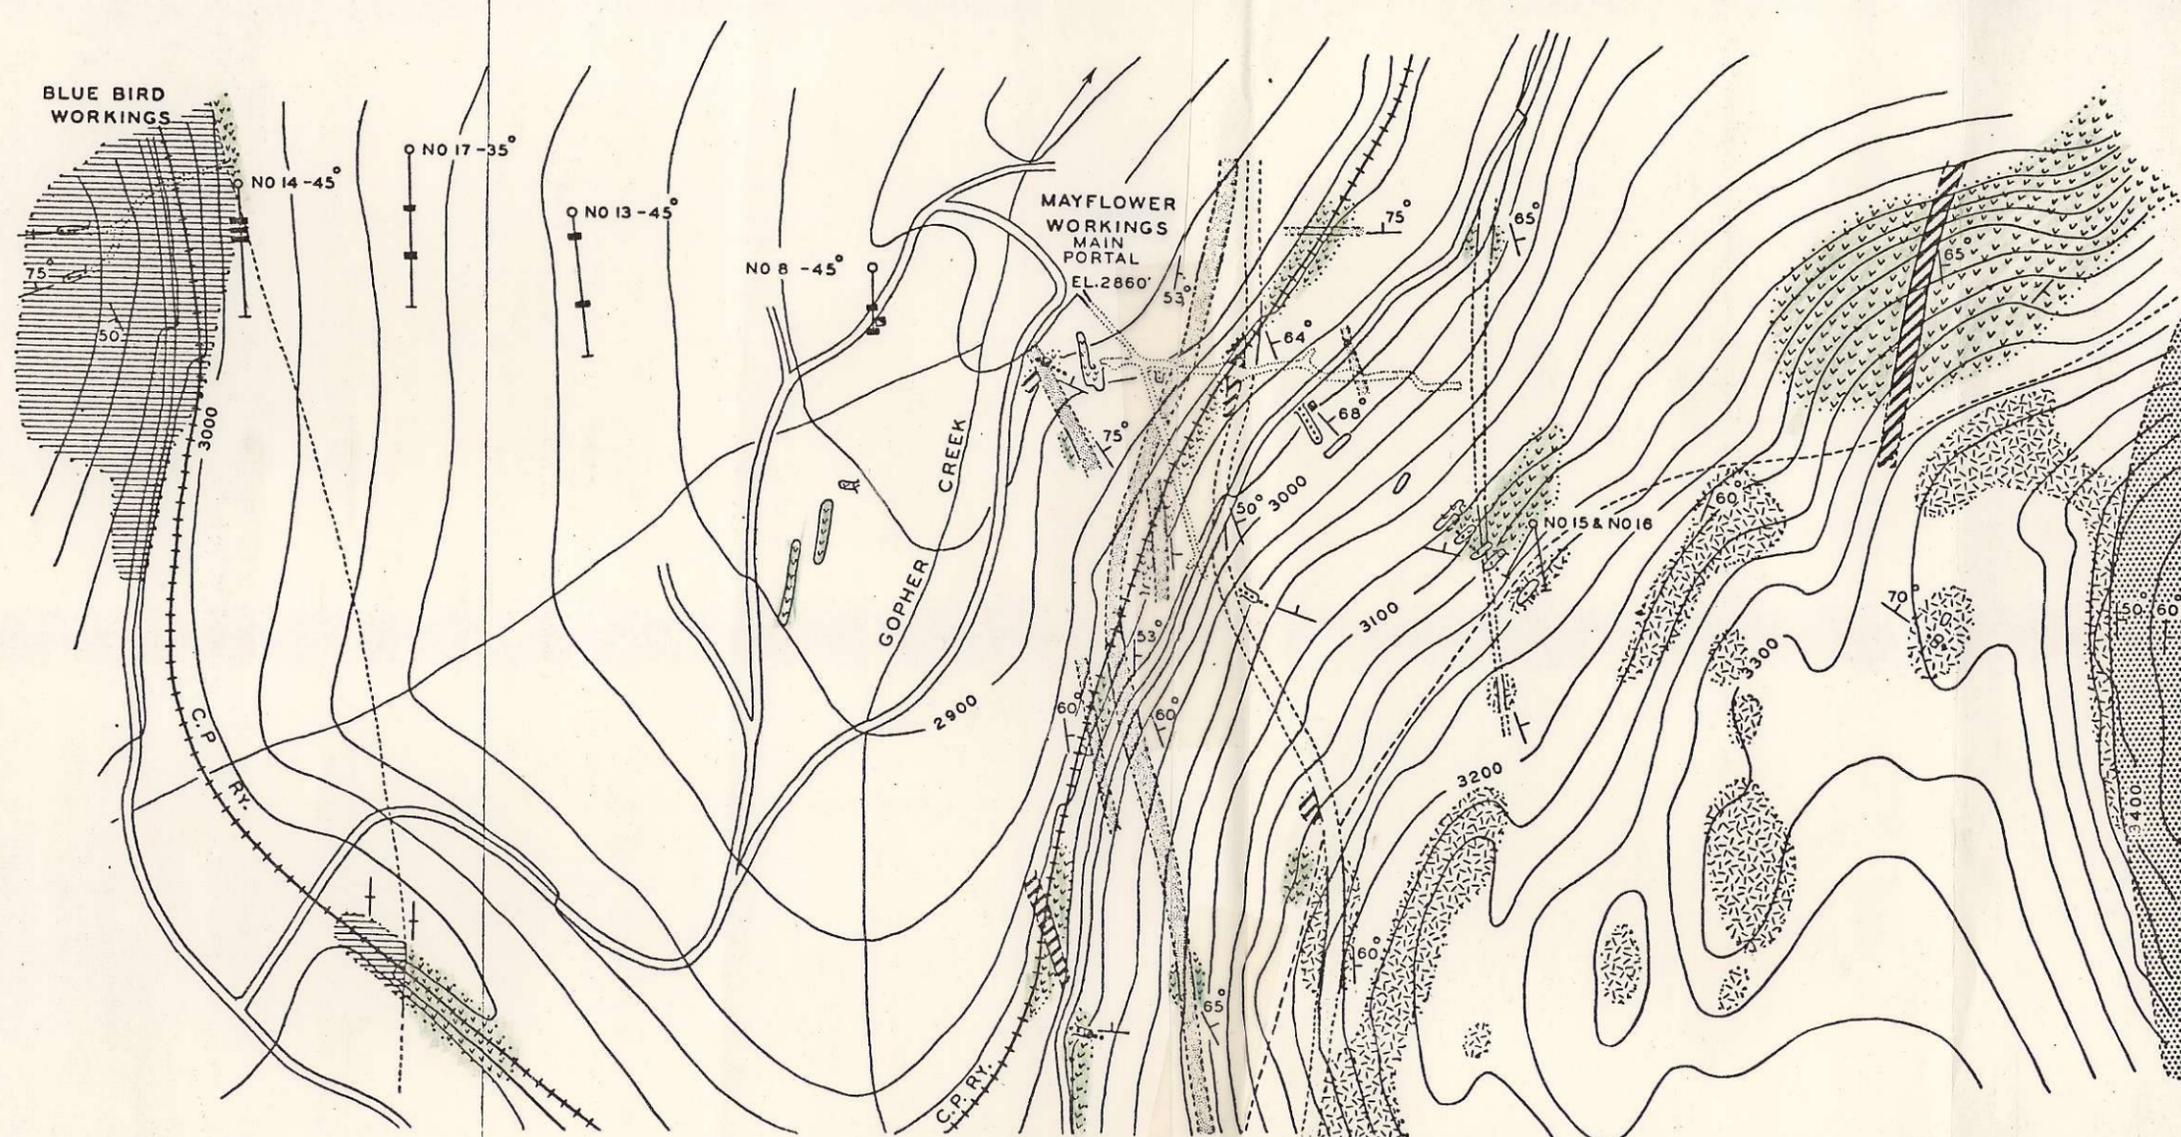 BLUE BIRD
WORKINGS
NO 17-35°
NO 14-45°
NO 13-45°
NO 8 -45°
MAYFLOWER
WORKINGS
MAIN
PORTAL
EL.2860'
75°
65°
65°
53°
64°
75°
50
3000
68°
75°
CREEK
GOPHER
50°
3000
60°
NO 15 & NO 16
3100
70°
50°
60
53°
3300
60°
60°
2900
C.P. RY.
3200
3400
60°
65°
C.P. RY.